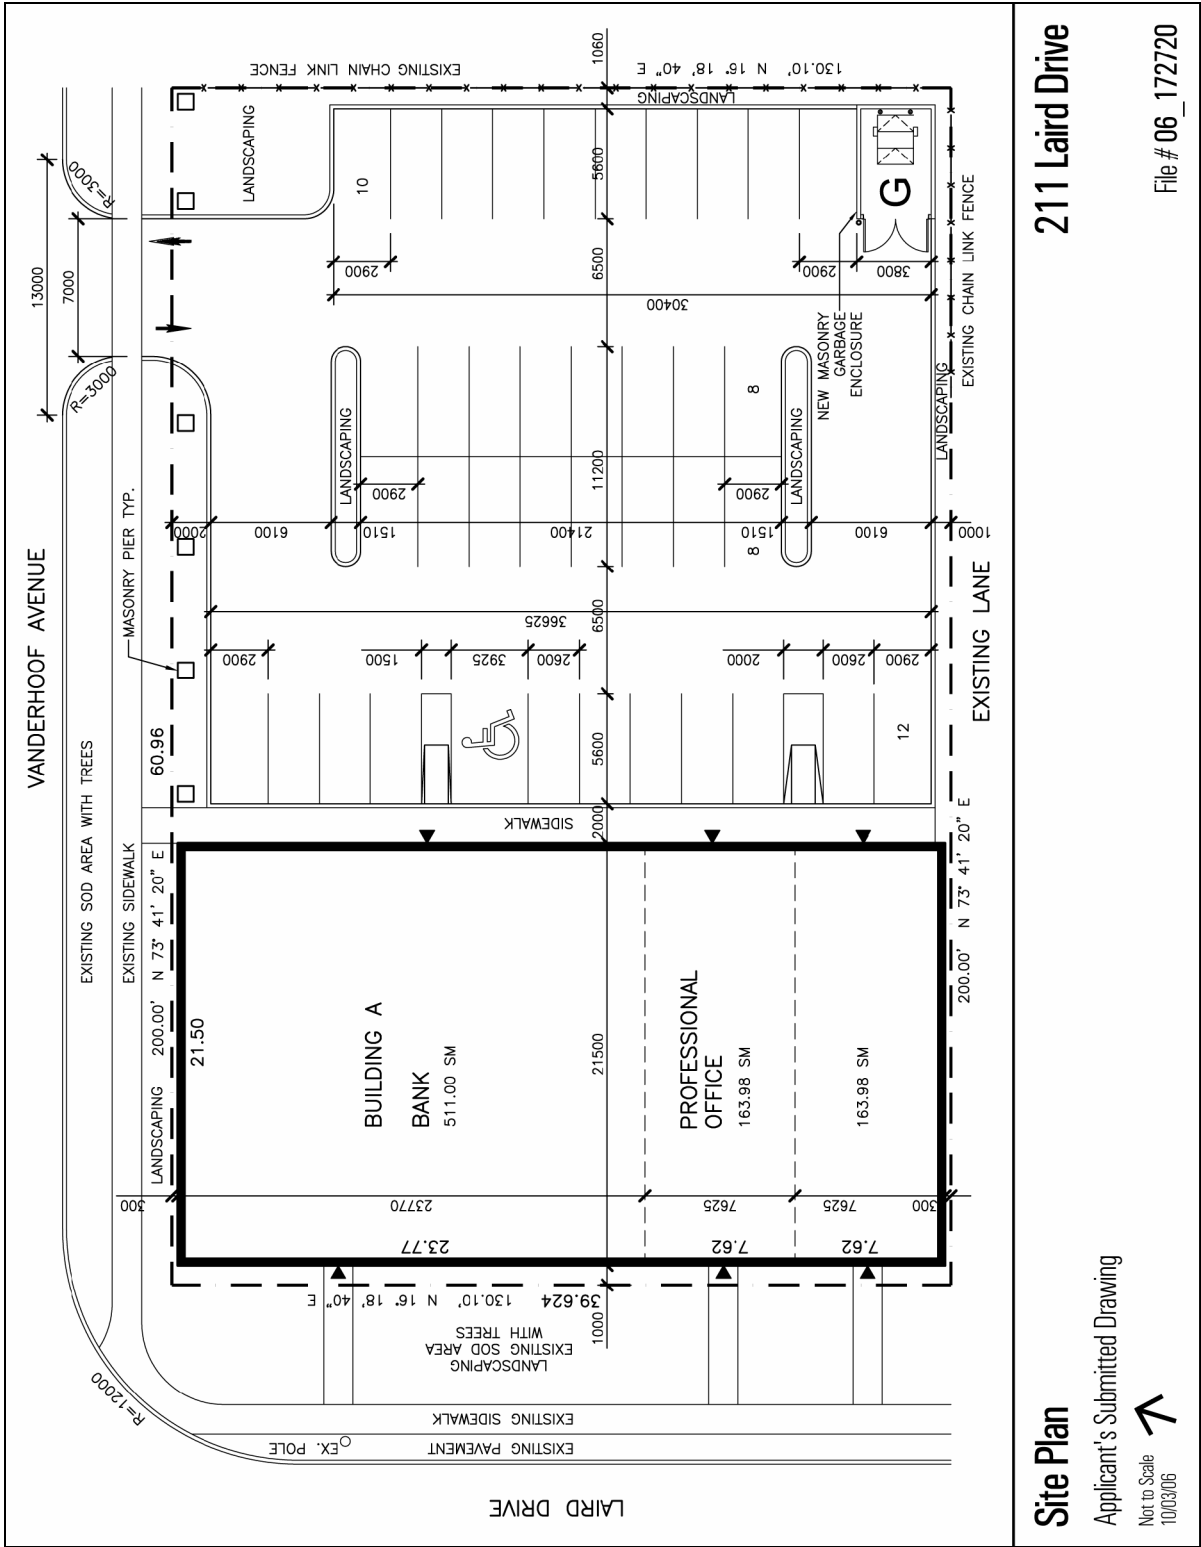 VANDERHOOF AVENUE
EXISTING SOD AREA WITH TREES
EXISTING SIDEWALK
MASONRY PIER TYP.
13000
7000
R=3000
R=3000
60.96
LANDSCAPING
200.00' N 73° 41' 20" E
EXISTING CHAIN LINK FENCE
130.10' N 16° 18' 40" E
1060
LANDSCAPING
LANDSCAPING
10
5600
G
2900
6500
2900
3800
30400
NEW MASONRY
GARBAGE
ENCLOSURE
EXISTING CHAIN LINK FENCE
LANDSCAPING
LANDSCAPING
LANDSCAPING
8
8
11200
2900
2900
2000
6100
1510
21400
1510
6100
1000
36625
6500
2900
1500
3925
2600
2000
2600
2900
5600
12
SIDEWALK
2000
EXISTING LANE
200.00' N 73° 41' 20" E
21.50
BUILDING A
BANK
511.00 SM
21500
PROFESSIONAL
OFFICE
163.98 SM
163.98 SM
300
23770
7625
7625
300
23.77
7.62
7.62
39.624
130.10' N 16° 18' 40" E
1000
LANDSCAPING
EXISTING SOD AREA
WITH TREES
R=12000
EXISTING SIDEWALK
EXISTING PAVEMENT
EX. POLE
LAIRD DRIVE
Site Plan
211 Laird Drive
Applicant's Submitted Drawing
File # 06_172720
Not to Scale
10/03/06